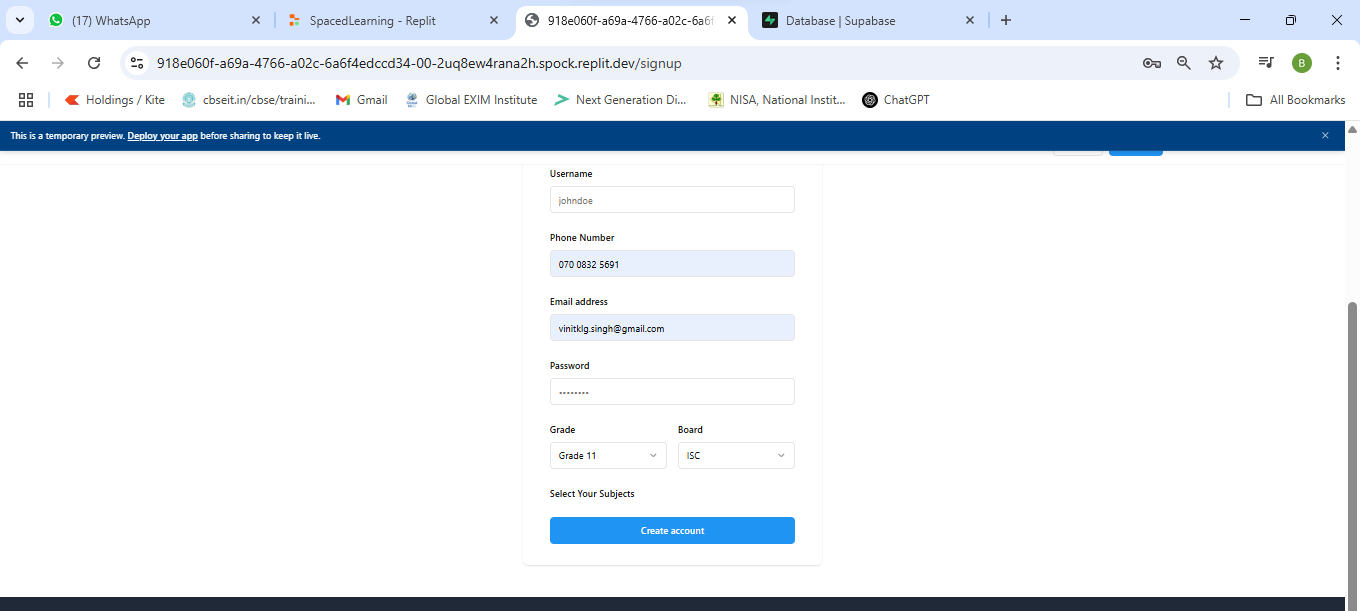 (17) WhatsApp
SpacedLearning - Replit
918e060f-a69a-4766-a02c-6a6f
Database | Supabase
918e060f-a69a-4766-a02c-6a6f4edccd34-00-2uq8ew4rana2h.spock.replit.dev/signup
B
Holdings / Kite
cbseit.in/cbse/traini...
Gmail
Global EXIM Institute
Next Generation Di...
NISA, National Instit...
ChatGPT
All Bookmarks
This is a temporary preview. Deploy your app before sharing to keep it live.
Username
johndoe
Phone Number
070 0832 5691
Email address
vinitklg.singh@gmail.com
Password
••••••••
Grade
Board
Grade 11
ISC
Select Your Subjects
Create account